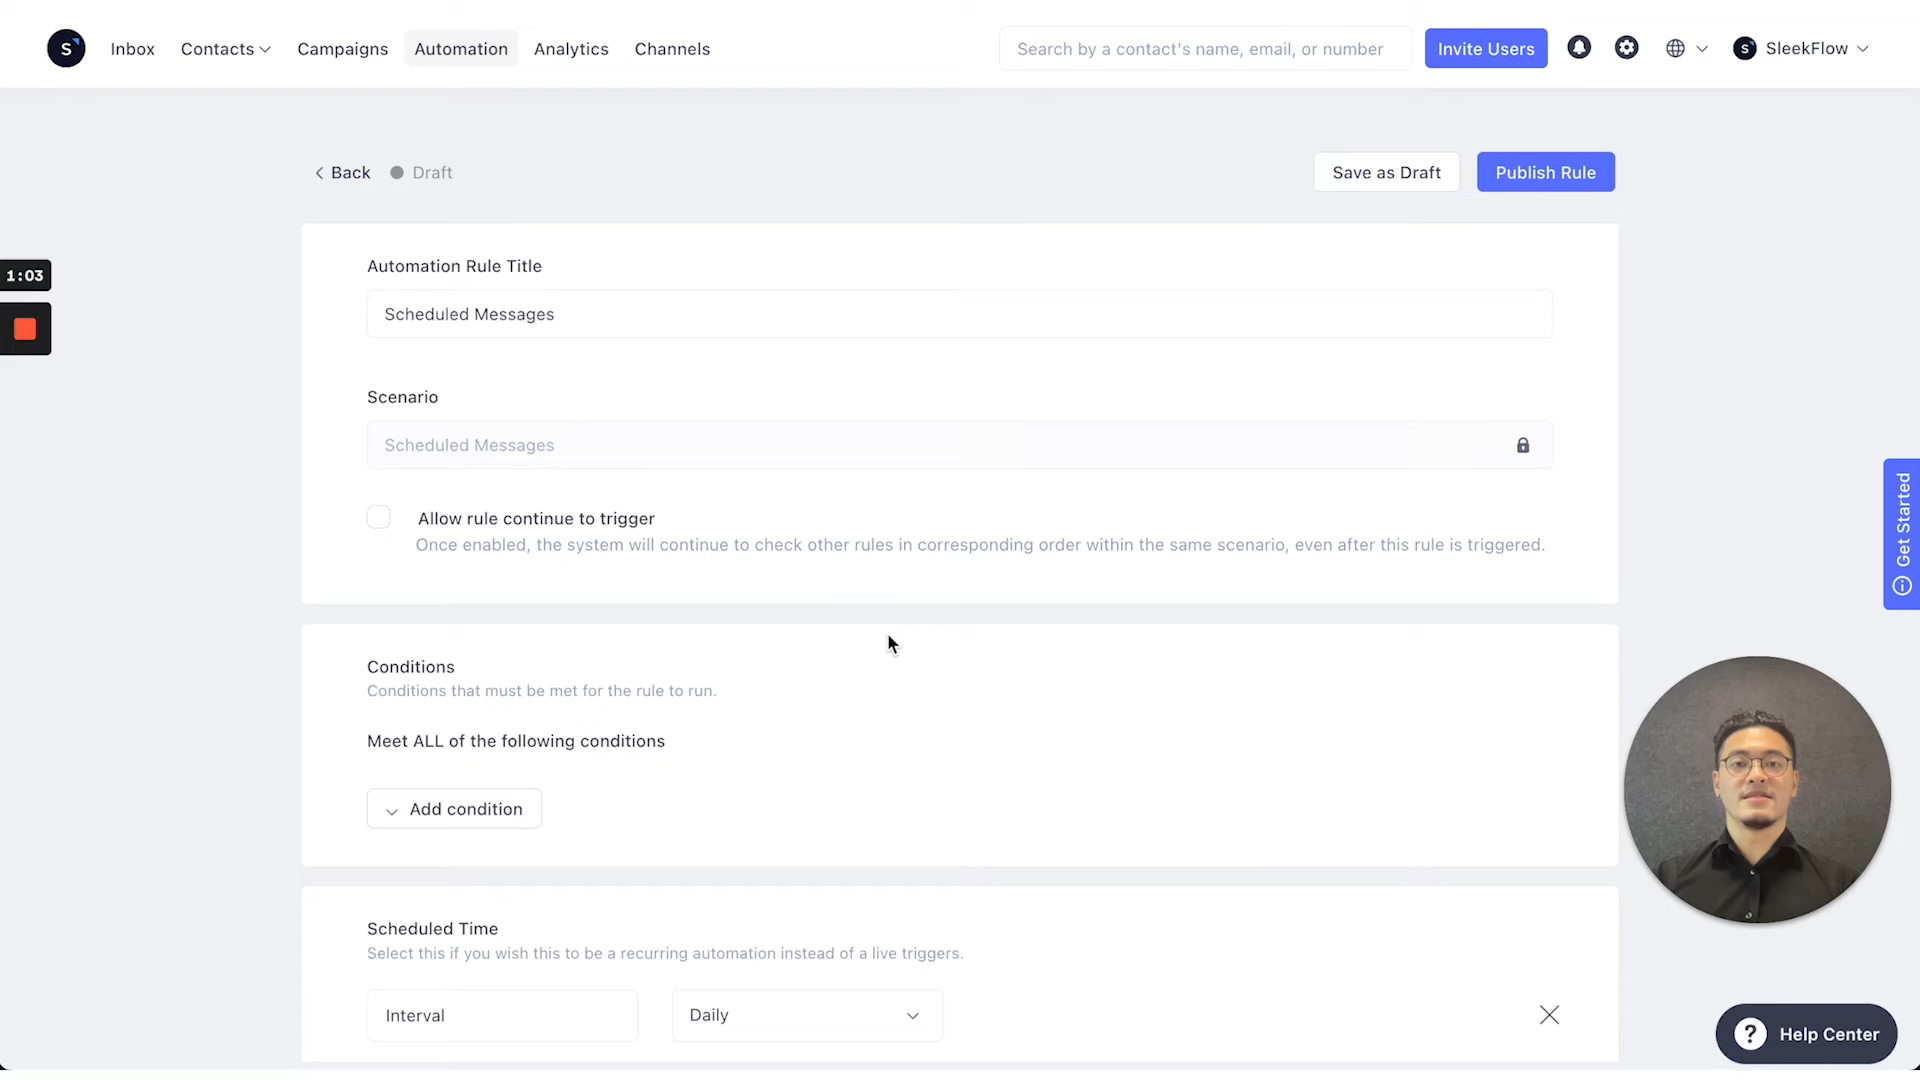 S
Inbox
Contacts
Campaigns
Automation
Analytics
Channels
Search by a contact's name, email, or number
Invite Users
S
SleekFlow
Back
Draft
Save as Draft
Publish Rule
Automation Rule Title
Scheduled Messages
1:03
Scenario
Scheduled Messages
Allow rule continue to trigger
Once enabled, the system will continue to check other rules in corresponding order within the same scenario, even after this rule is triggered.
Get Started
Conditions
Conditions that must be met for the rule to run.
Meet ALL of the following conditions
Add condition
Scheduled Time
Select this if you wish this to be a recurring automation instead of a live triggers.
Interval
Daily
? Help Center